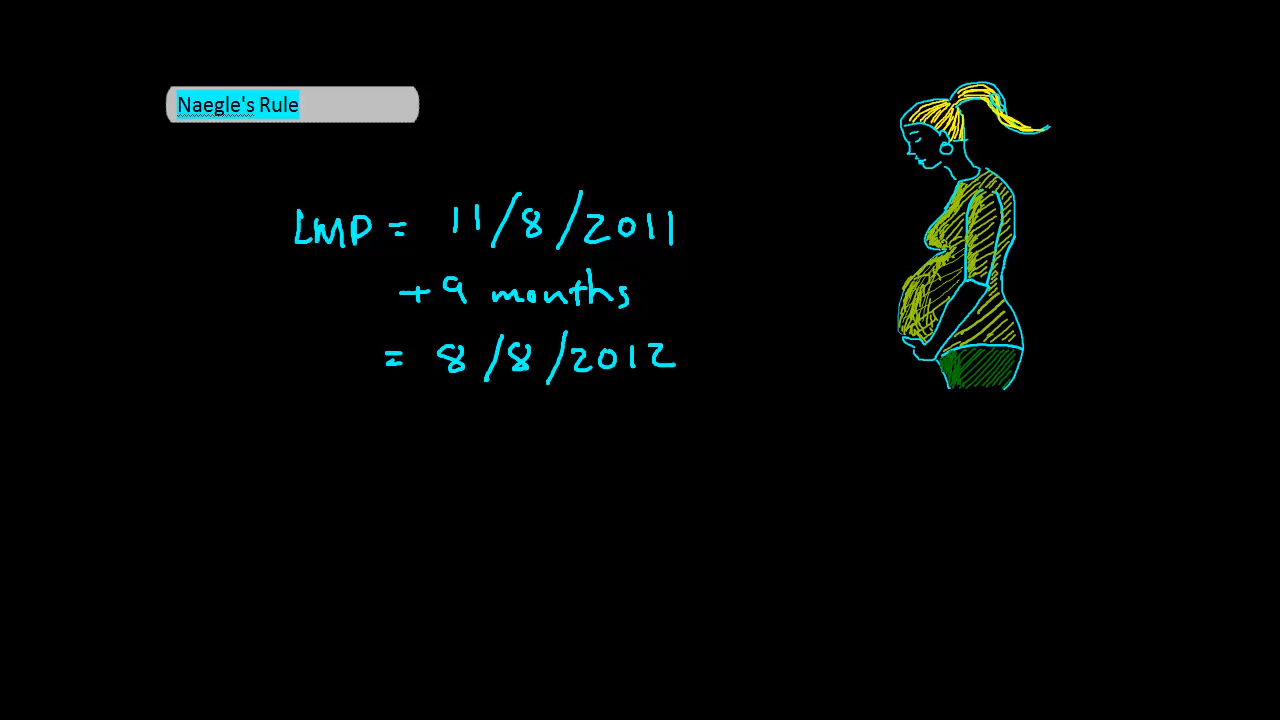 Naegle's Rule
LMP = 11/8/2011
+ 9 months
= 8/8/2012